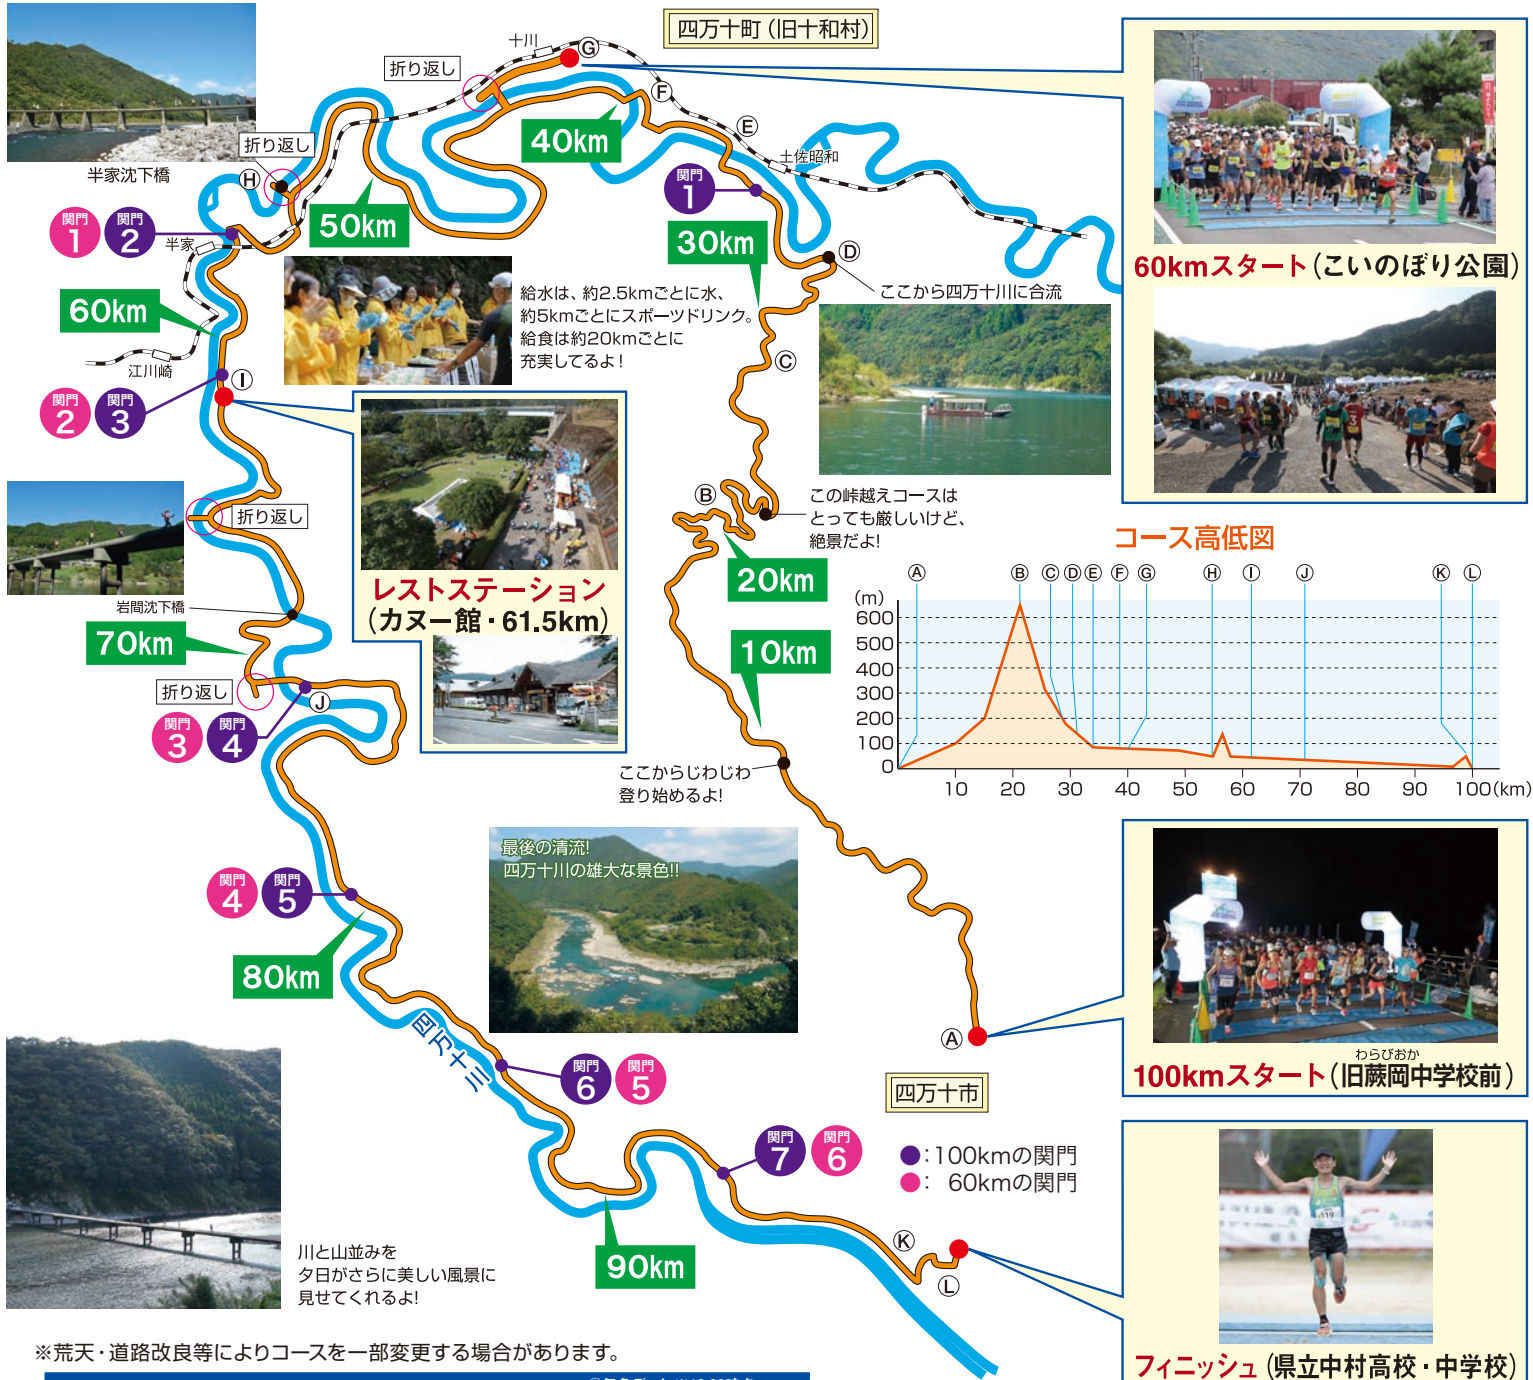 四万十町(旧十和村)
十川
G
折り返し
F
40km
E
土佐昭和
折り返し
半家沈下橋
H
50km
関門
1
30km
D
ここから四万十川に合流
関門
1
関門
2
半家
60km
江川崎
給水は、約2.5kmごとに水、
約5kmごとにスポーツドリンク。
給食は約20kmごとに
充実してるよ!
C
I
関門
2
関門
3
60kmスタート(こいのぼり公園)
B
この峠越えコースは
とっても厳しいけど、
絶景だよ!
20km
折り返し
レストステーション
(カヌー館・61.5km)
岩間沈下橋
70km
折り返し
J
関門
3
関門
4
10km
ここからじわじわ
登り始めるよ!
コース高低図
A B C D E F G H I J K L
(m)
600
500
400
300
200
100
0
10 20 30 40 50 60 70 80 90 100(km)
最後の清流!
四万十川の雄大な景色!!
関門
4
関門
5
80km
四万十川
A
100kmスタート(旧蕨岡中学校前)
わらびおか
四万十市
関門
6
関門
5
関門
7
関門
6
●:100kmの関門
●: 60kmの関門
90km
K
L
119
川と山並みを
夕日がさらに美しい風景に
見せてくれるよ!
フィニッシュ(県立中村高校・中学校)
※荒天・道路改良等によりコースを一部変更する場合があります。